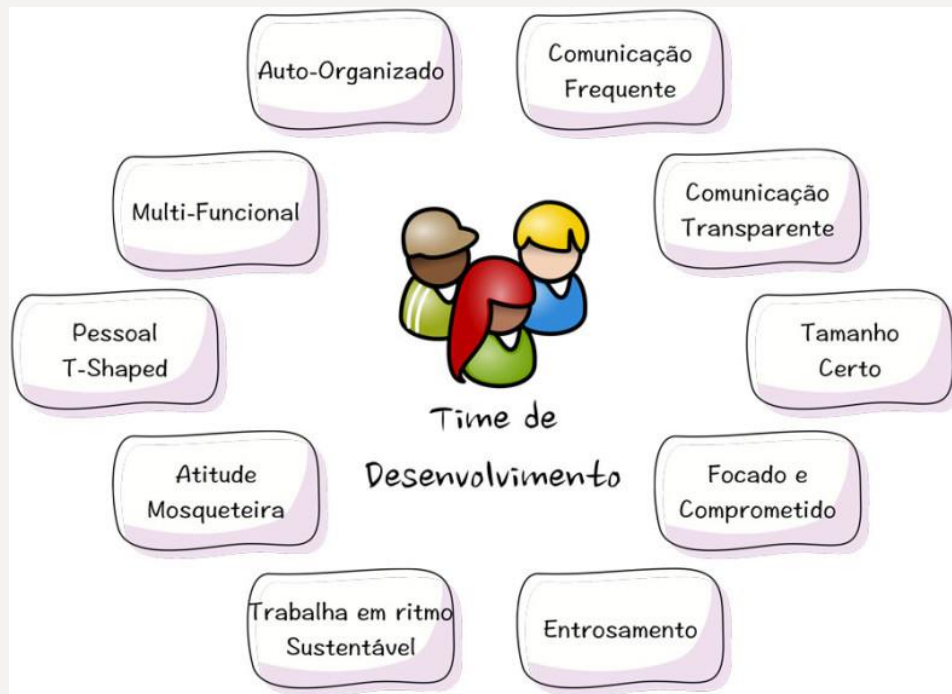 Auto-Organizado
Comunicação
Frequente
Multi-Funcional
Comunicação
Transparente
Pessoal
T-Shaped
Tamanho
Certo
Time de
Desenvolvimento
Atitude
Mosqueteira
Focado e
Comprometido
Trabalha em ritmo
Sustentável
Entrosamento